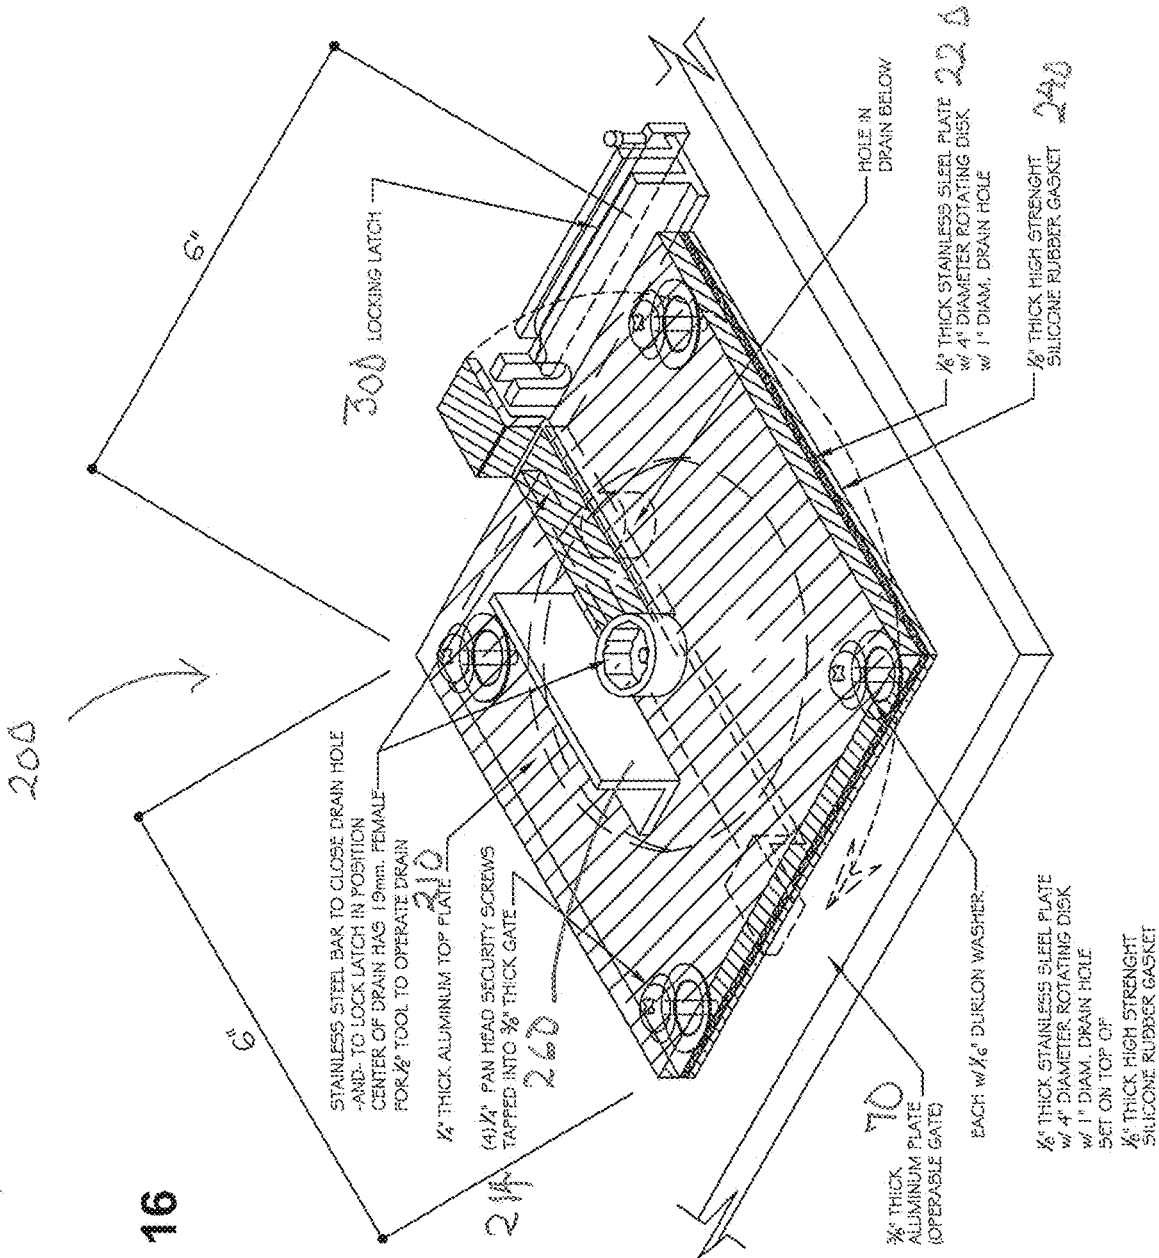 200
6"
6"
300 LOCKING LATCH
STAINLESS STEEL BAR TO CLOSE DRAIN HOLE
-AND- TO LOCK LATCH IN POSITION
CENTER OF DRAIN HAS 19mm. FEMALE
FOR ½" TOOL TO OPERATE DRAIN
210
¼" THICK ALUMINUM TOP PLATE
214 (4) ¼" PAN HEAD SECURITY SCREWS
TAPPED INTO ⅜" THICK GATE
260
HOLE IN
DRAIN BELOW
⅛" THICK STAINLESS SLEEL PLATE 220
w/ 4" DIAMETER ROTATING DISK
w/ 1" DIAM. DRAIN HOLE
⅛" THICK HIGH STRENGHT 240
SILICONE RUBBER GASKET
⅜" THICK 70
ALUMINUM PLATE
(OPERABLE GATE)
EACH w/ DURLON WASHER
⅛" THICK STAINLESS SLEEL PLATE
w/ 4" DIAMETER ROTATING DISK
w/ 1" DIAM. DRAIN HOLE
SET ON TOP OF
⅛" THICK HIGH STRENGHT
SILICONE RUBBER GASKET
16